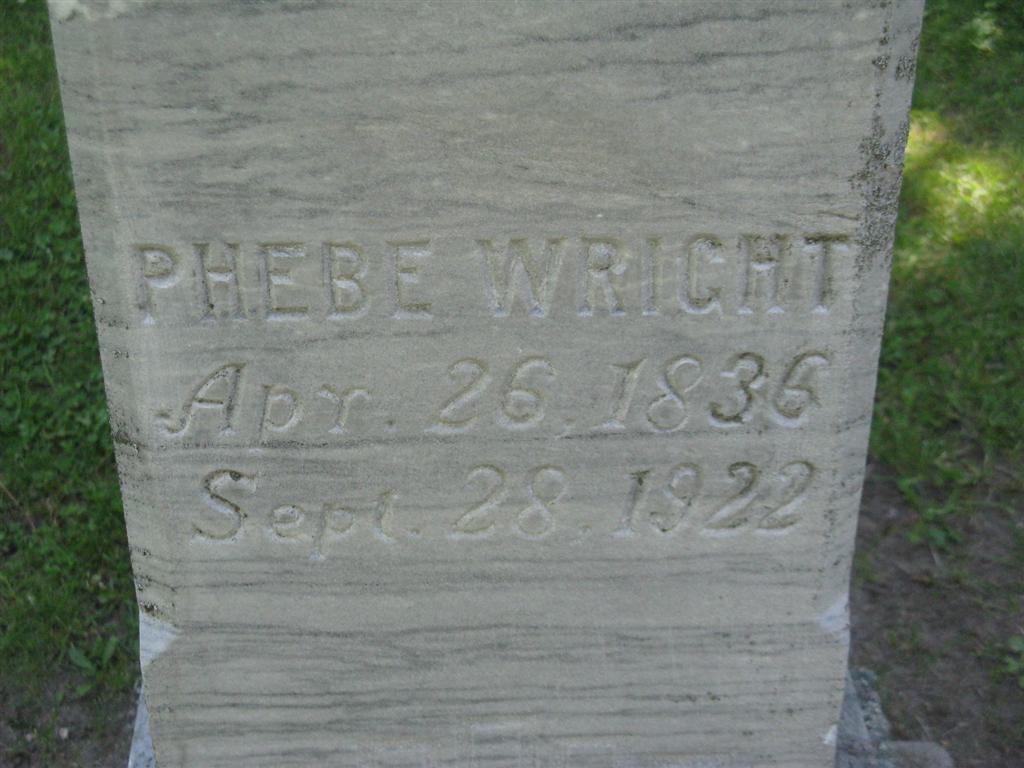 PHEBE WRIGHT
Apr. 26, 1836
Sept. 28, 1922